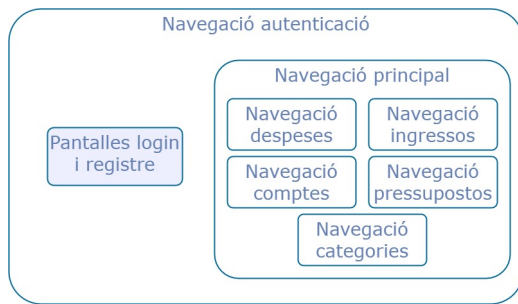 Navegació autenticació
Navegació principal
Pantalles login
i registre
Navegació
despeses
Navegació
ingressos
Navegació
comptes
Navegació
pressupostos
Navegació
categories